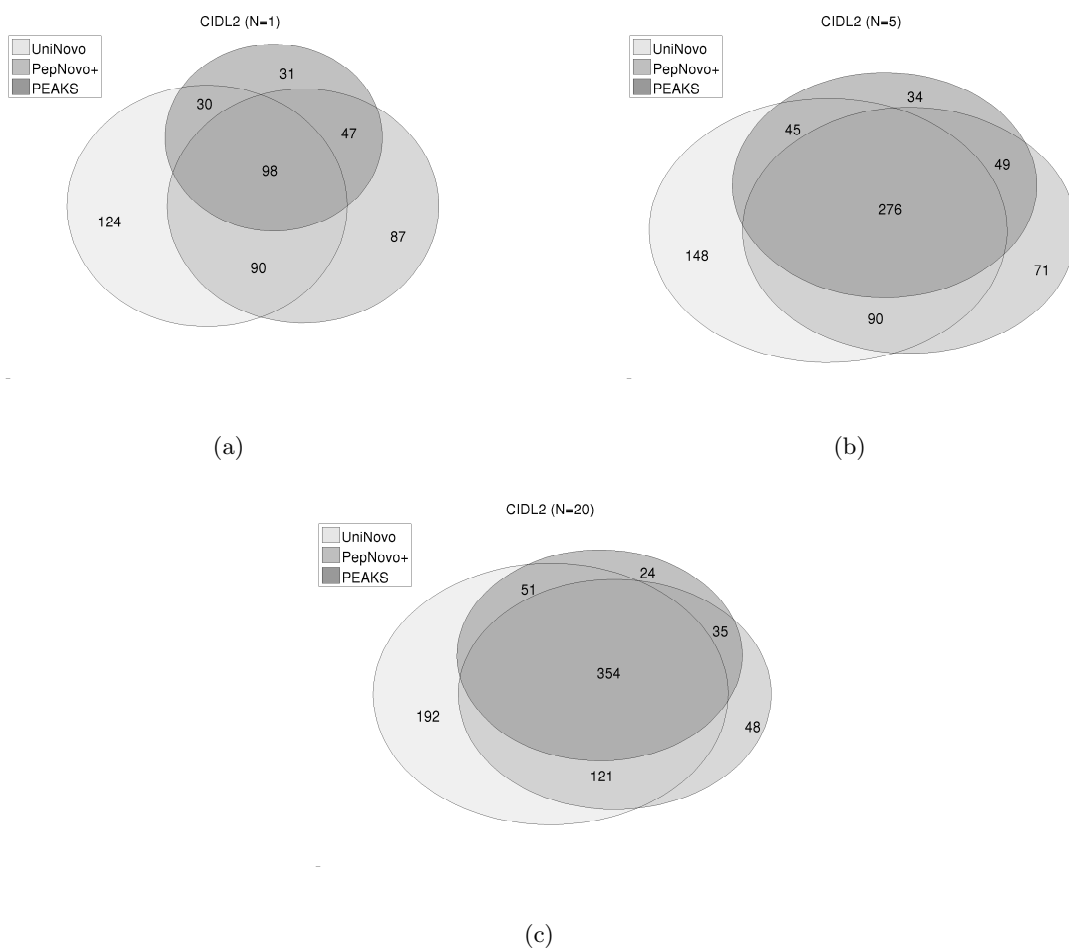 CIDL2 (N=1)
UniNovo
PepNovo+
PEAKS
31
30
47
98
124
87
90
(a)
CIDL2 (N=5)
UniNovo
PepNovo+
PEAKS
34
45
49
276
148
71
90
(b)
CIDL2 (N=20)
UniNovo
PepNovo+
PEAKS
24
51
35
354
192
48
121
(c)